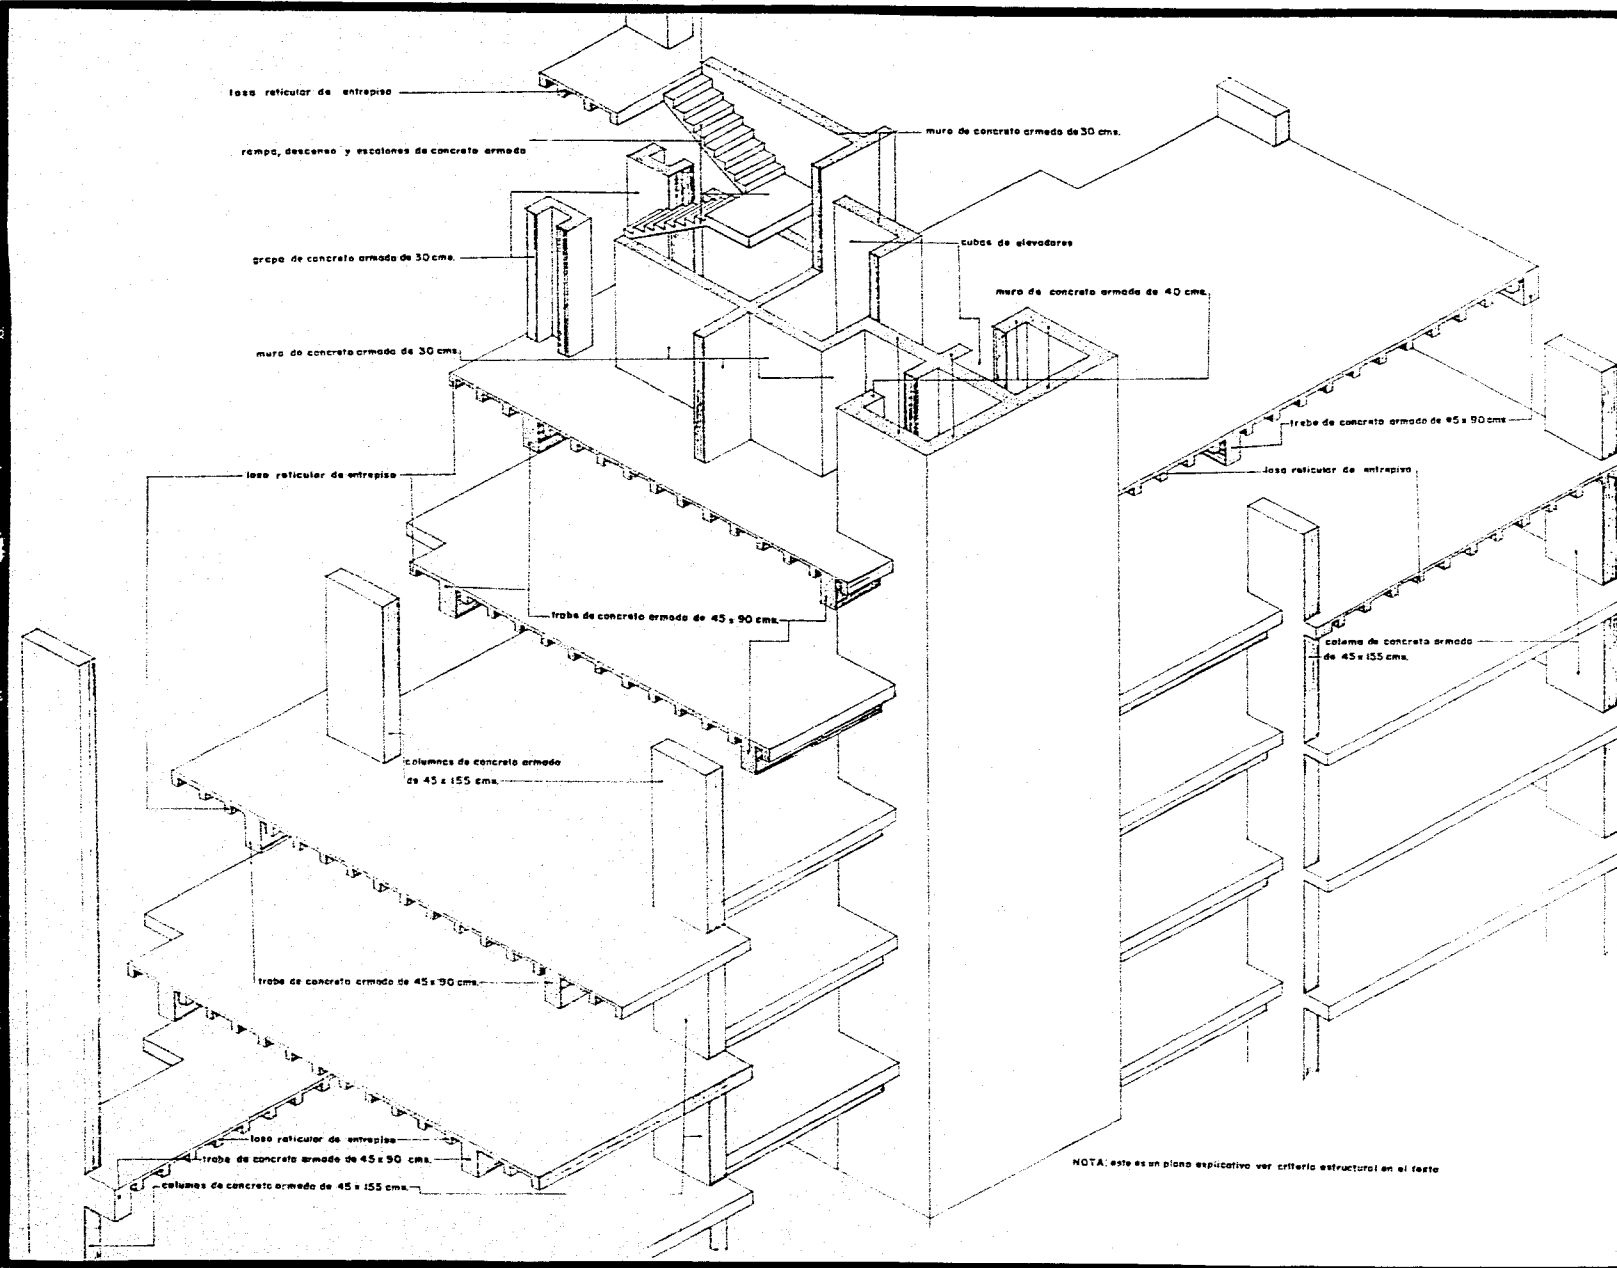 losa reticular de entrepiso
muro de concreto armado de 30 cms.
rampa, descanso y escalones de concreto armado
cubos de elevadores
grapa de concreto armado de 30 cms.
muro de concreto armado de 40 cms.
muro de concreto armado de 30 cms.
trabe de concreto armado de 45 x 90 cms
losa reticular de entrepiso
losa reticular de entrepiso
trabe de concreto armado de 45 x 90 cms.
columna de concreto armado
de 45 x 155 cms.
columnas de concreto armado
de 45 x 155 cms.
trabe de concreto armado de 45 x 90 cms.
losa reticular de entrepiso
trabe de concreto armado de 45 x 90 cms.
NOTA: este es un plano explicativo ver criterio estructural en el texto
columnas de concreto armado de 45 x 155 cms.